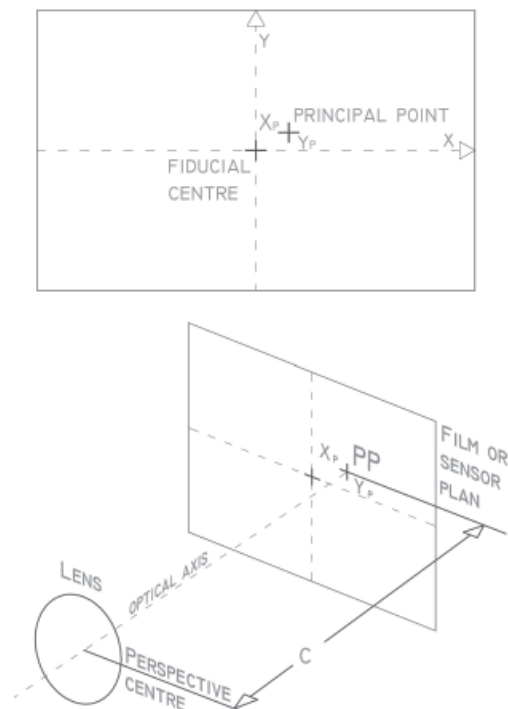 Y
XP PRINCIPAL POINT
YP
X
FIDUCIAL
CENTRE
XP PP
YP
FILM OR
SENSOR
PLAN
LENS
OPTICAL AXIS
C
PERSPECTIVE
CENTRE